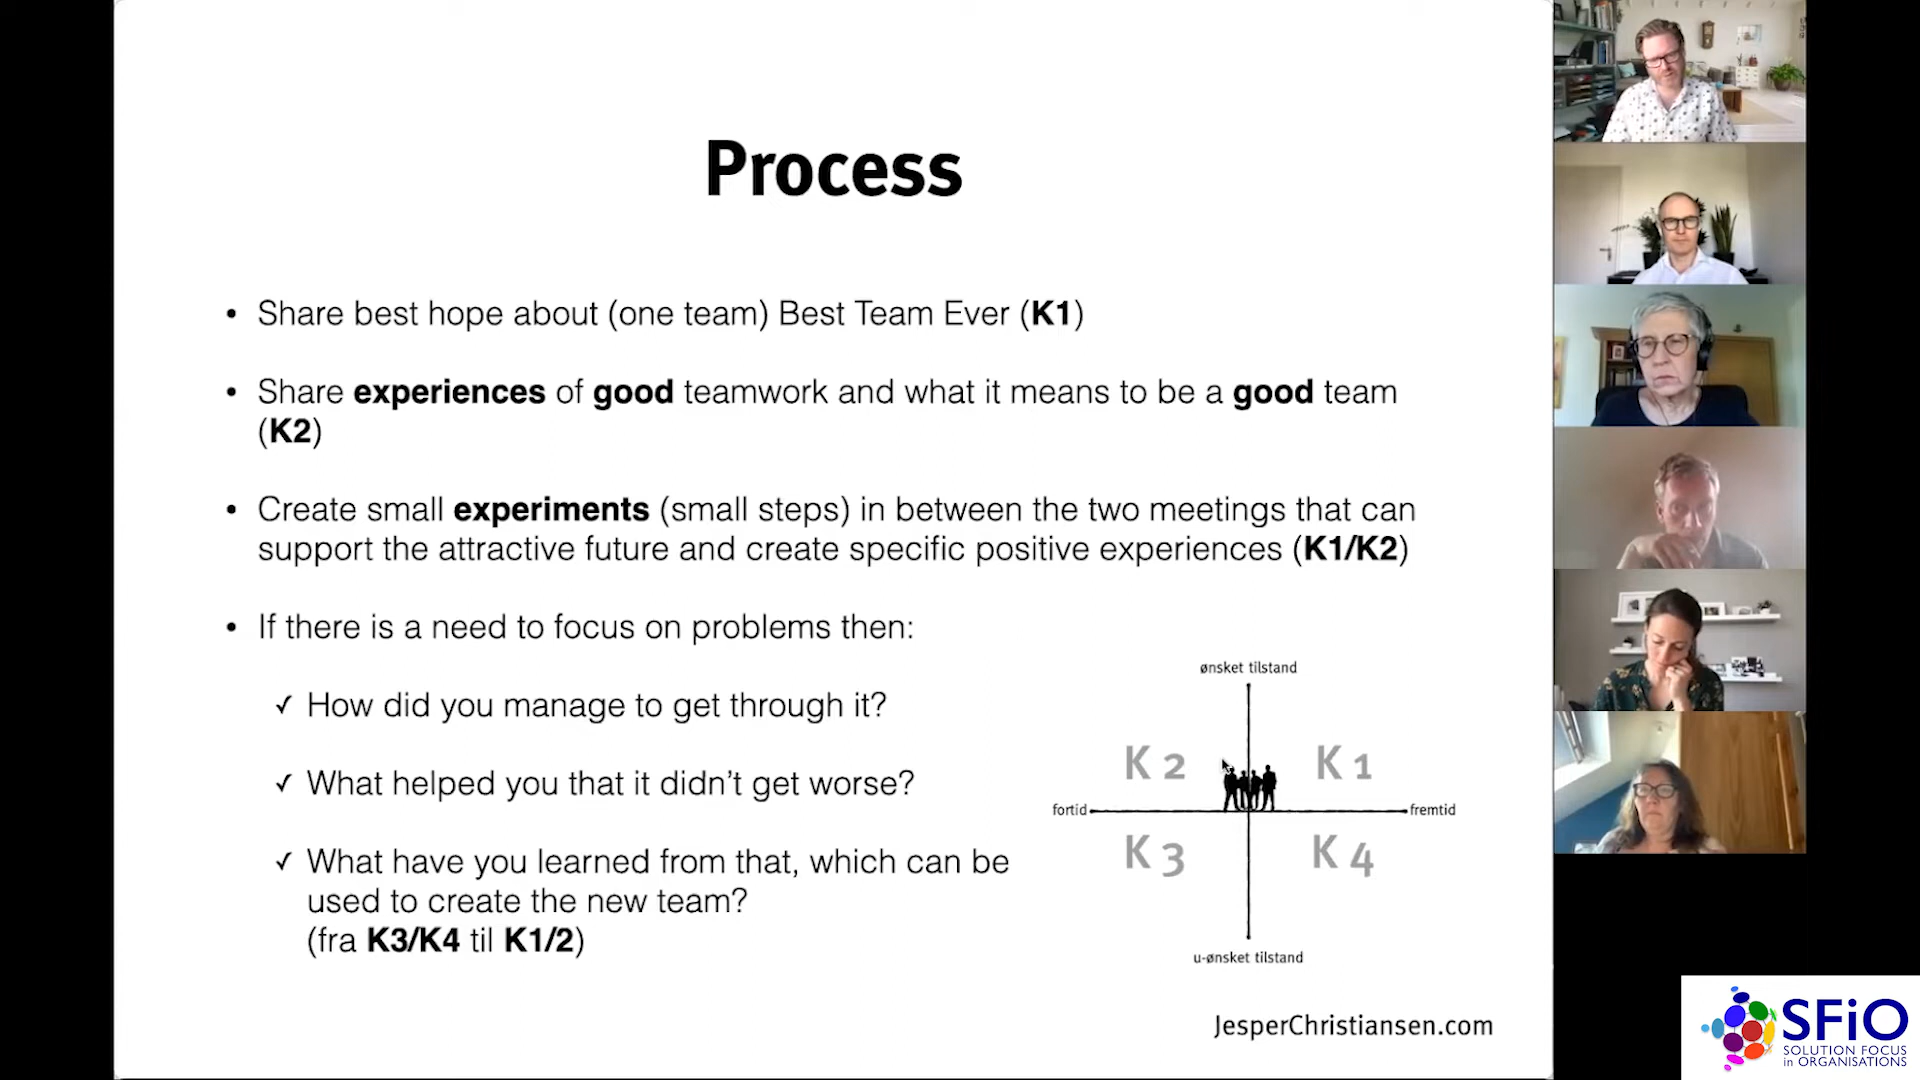 Process
• Share best hope about (one team) Best Team Ever (K1)
• Share experiences of good teamwork and what it means to be a good team
(K2)
• Create small experiments (small steps) in between the two meetings that can
support the attractive future and create specific positive experiences (K1/K2)
• If there is a need to focus on problems then:
✓ How did you manage to get through it?
✓ What helped you that it didn’t get worse?
✓ What have you learned from that, which can be
used to create the new team?
(fra K3/K4 til K1/2)
ønsket tilstand
K 2 K 1
fortid fremtid
K 3 K 4
u-ønsket tilstand
JesperChristiansen.com
SFiO
SOLUTION FOCUS
in ORGANISATIONS